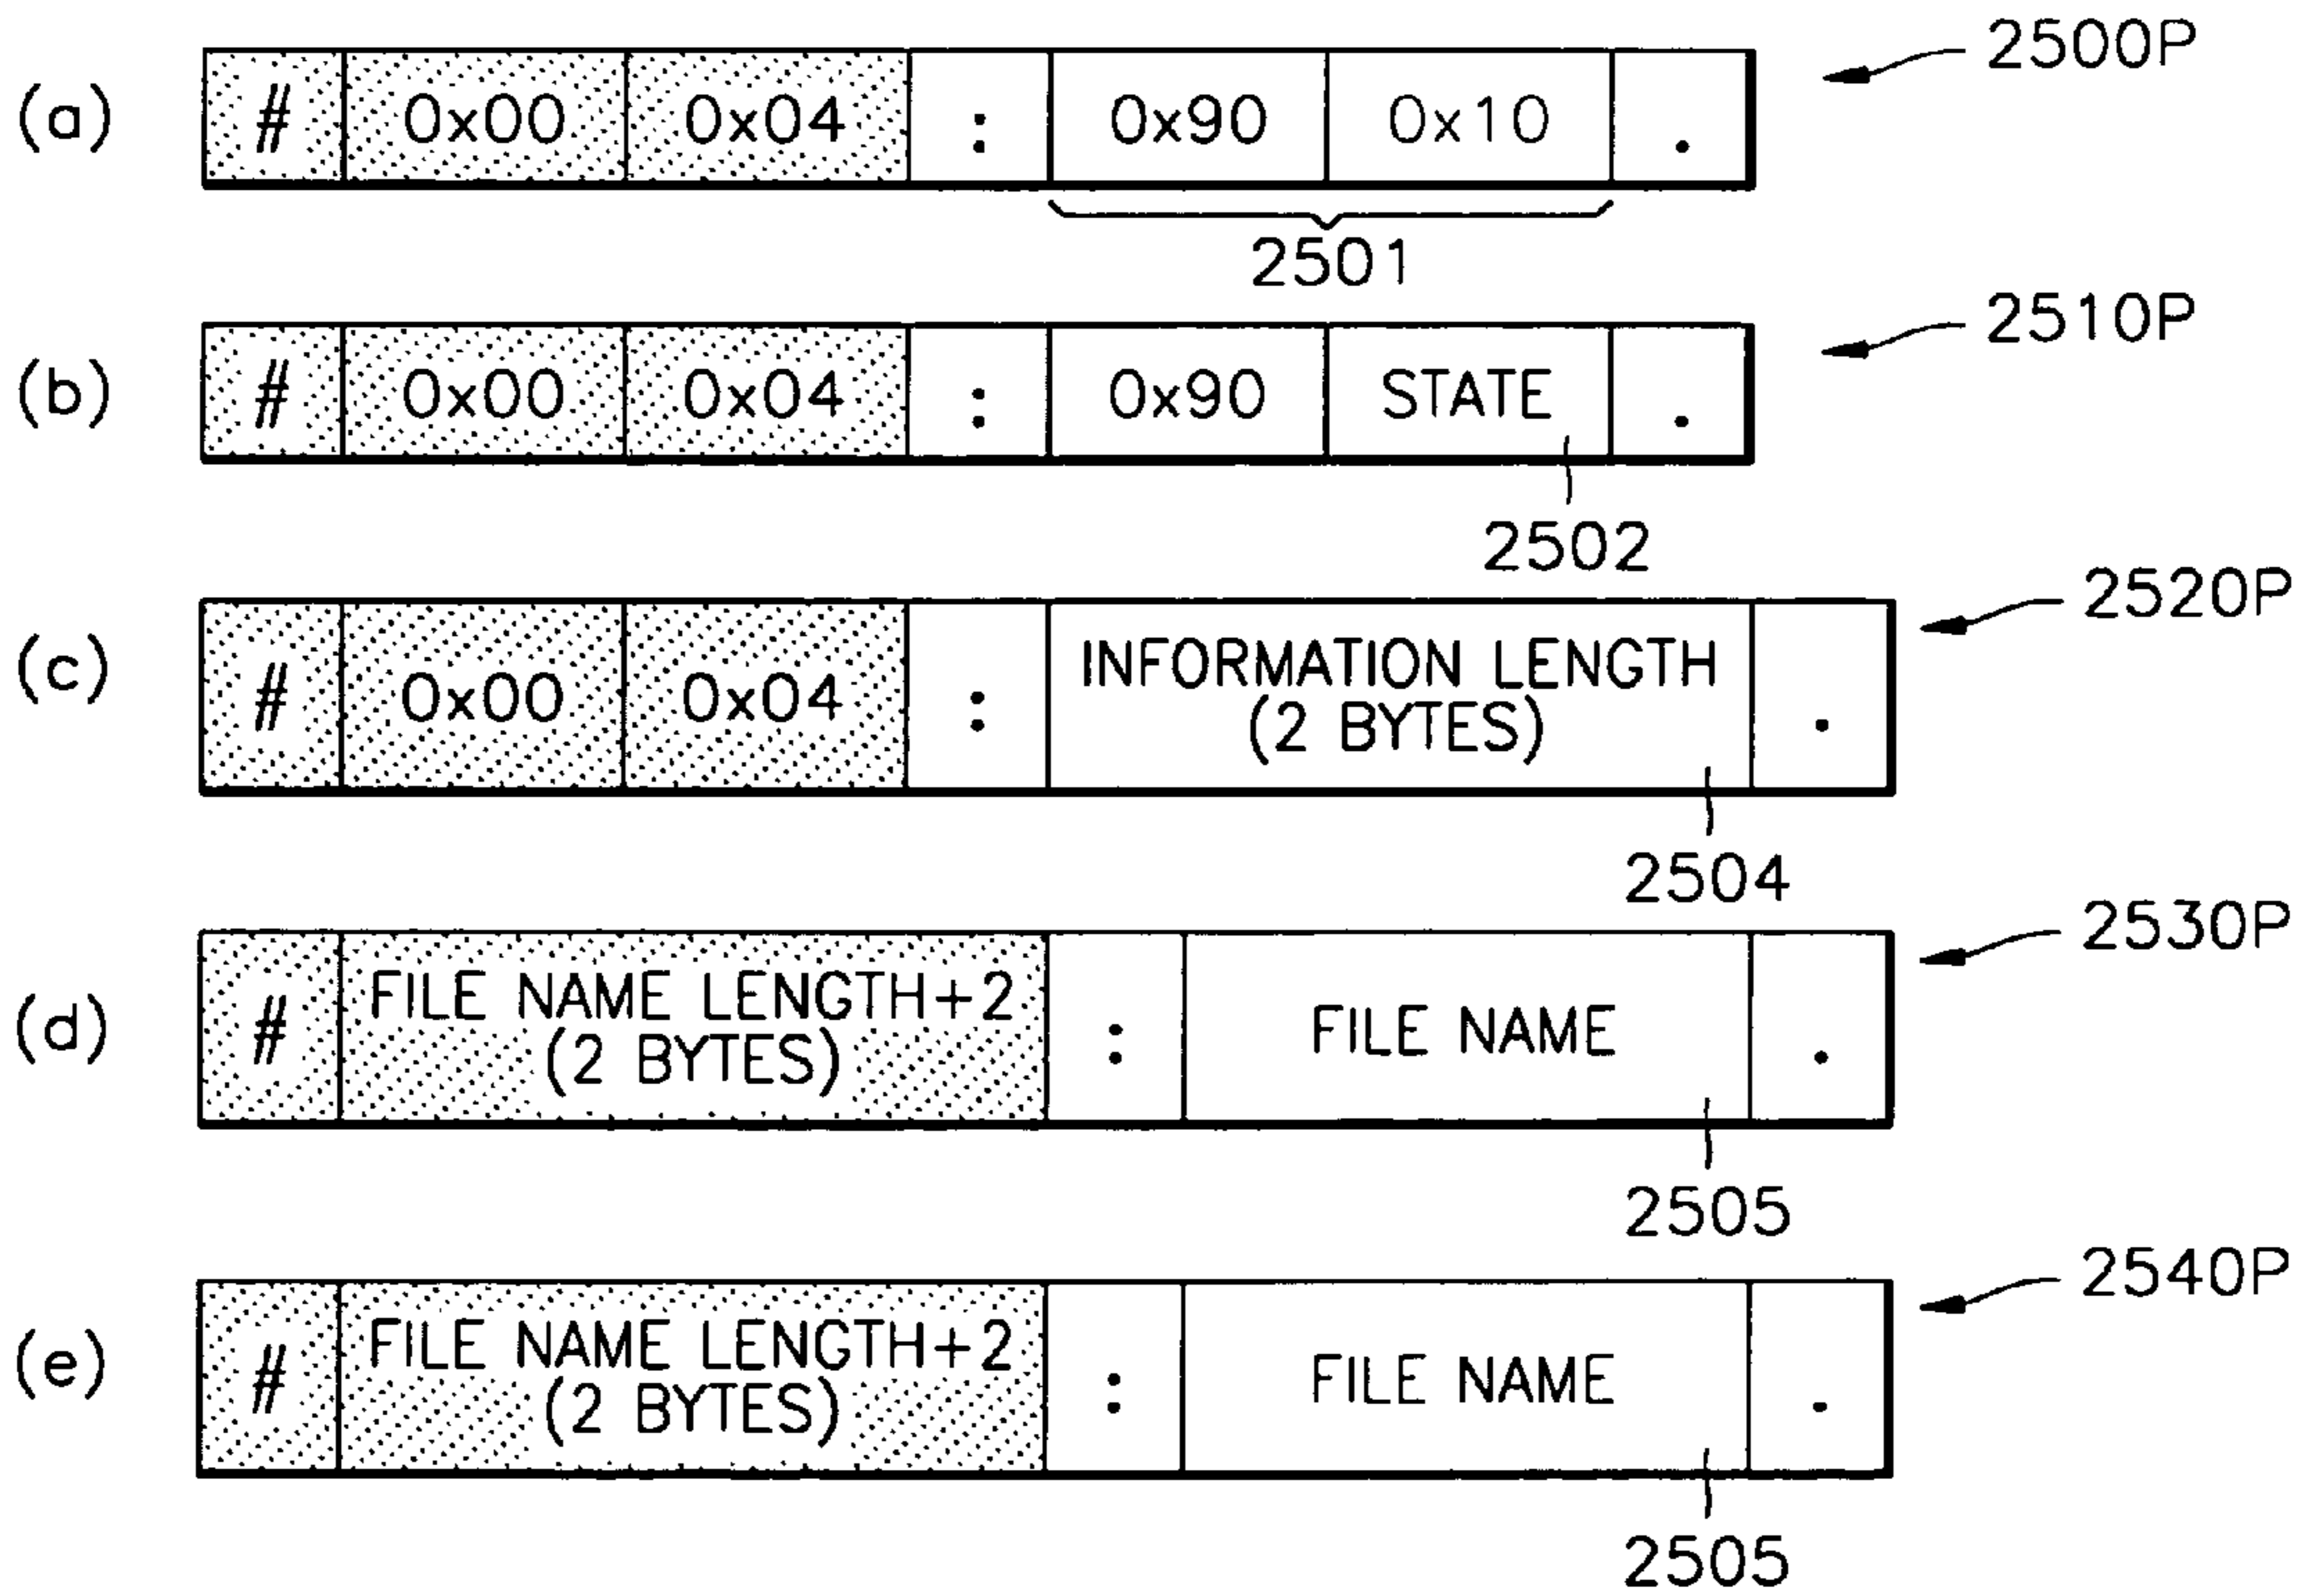 (a) # 0x00 0x04 : 0x90 0x10 . 2500P
2501
(b) # 0x00 0x04 : 0x90 STATE . 2510P
2502
(c) # 0x00 0x04 : INFORMATION LENGTH . 2520P
(2 BYTES)
2504
(d) # FILE NAME LENGTH+2 : FILE NAME . 2530P
(2 BYTES)
2505
(e) # FILE NAME LENGTH+2 : FILE NAME . 2540P
(2 BYTES)
2505